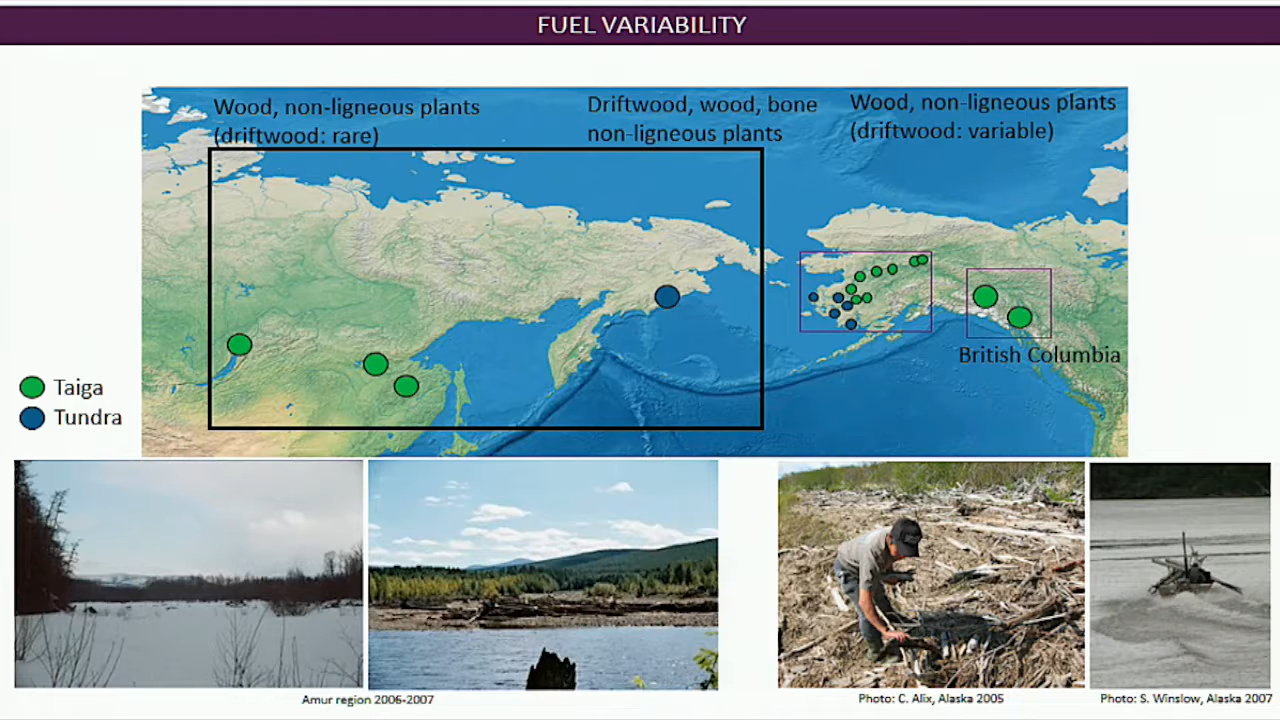 FUEL VARIABILITY
Wood, non-ligneous plants
(driftwood: rare)
Driftwood, wood, bone
non-ligneous plants
Wood, non-ligneous plants
(driftwood: variable)
British Columbia
Taiga
Tundra
Amur region 2006-2007
Photo: C. Alix, Alaska 2005
Photo: S. Winslow, Alaska 2007